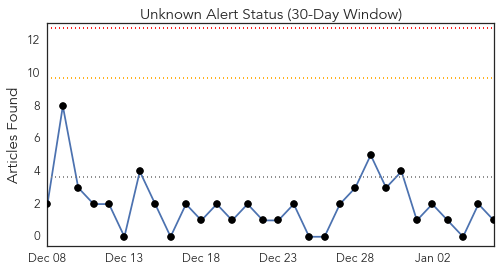 Unknown Alert Status (30-Day Window)
Articles Found
12
10
8
6
4
2
0
Dec 08 Dec 13 Dec 18 Dec 23 Dec 28 Jan 02